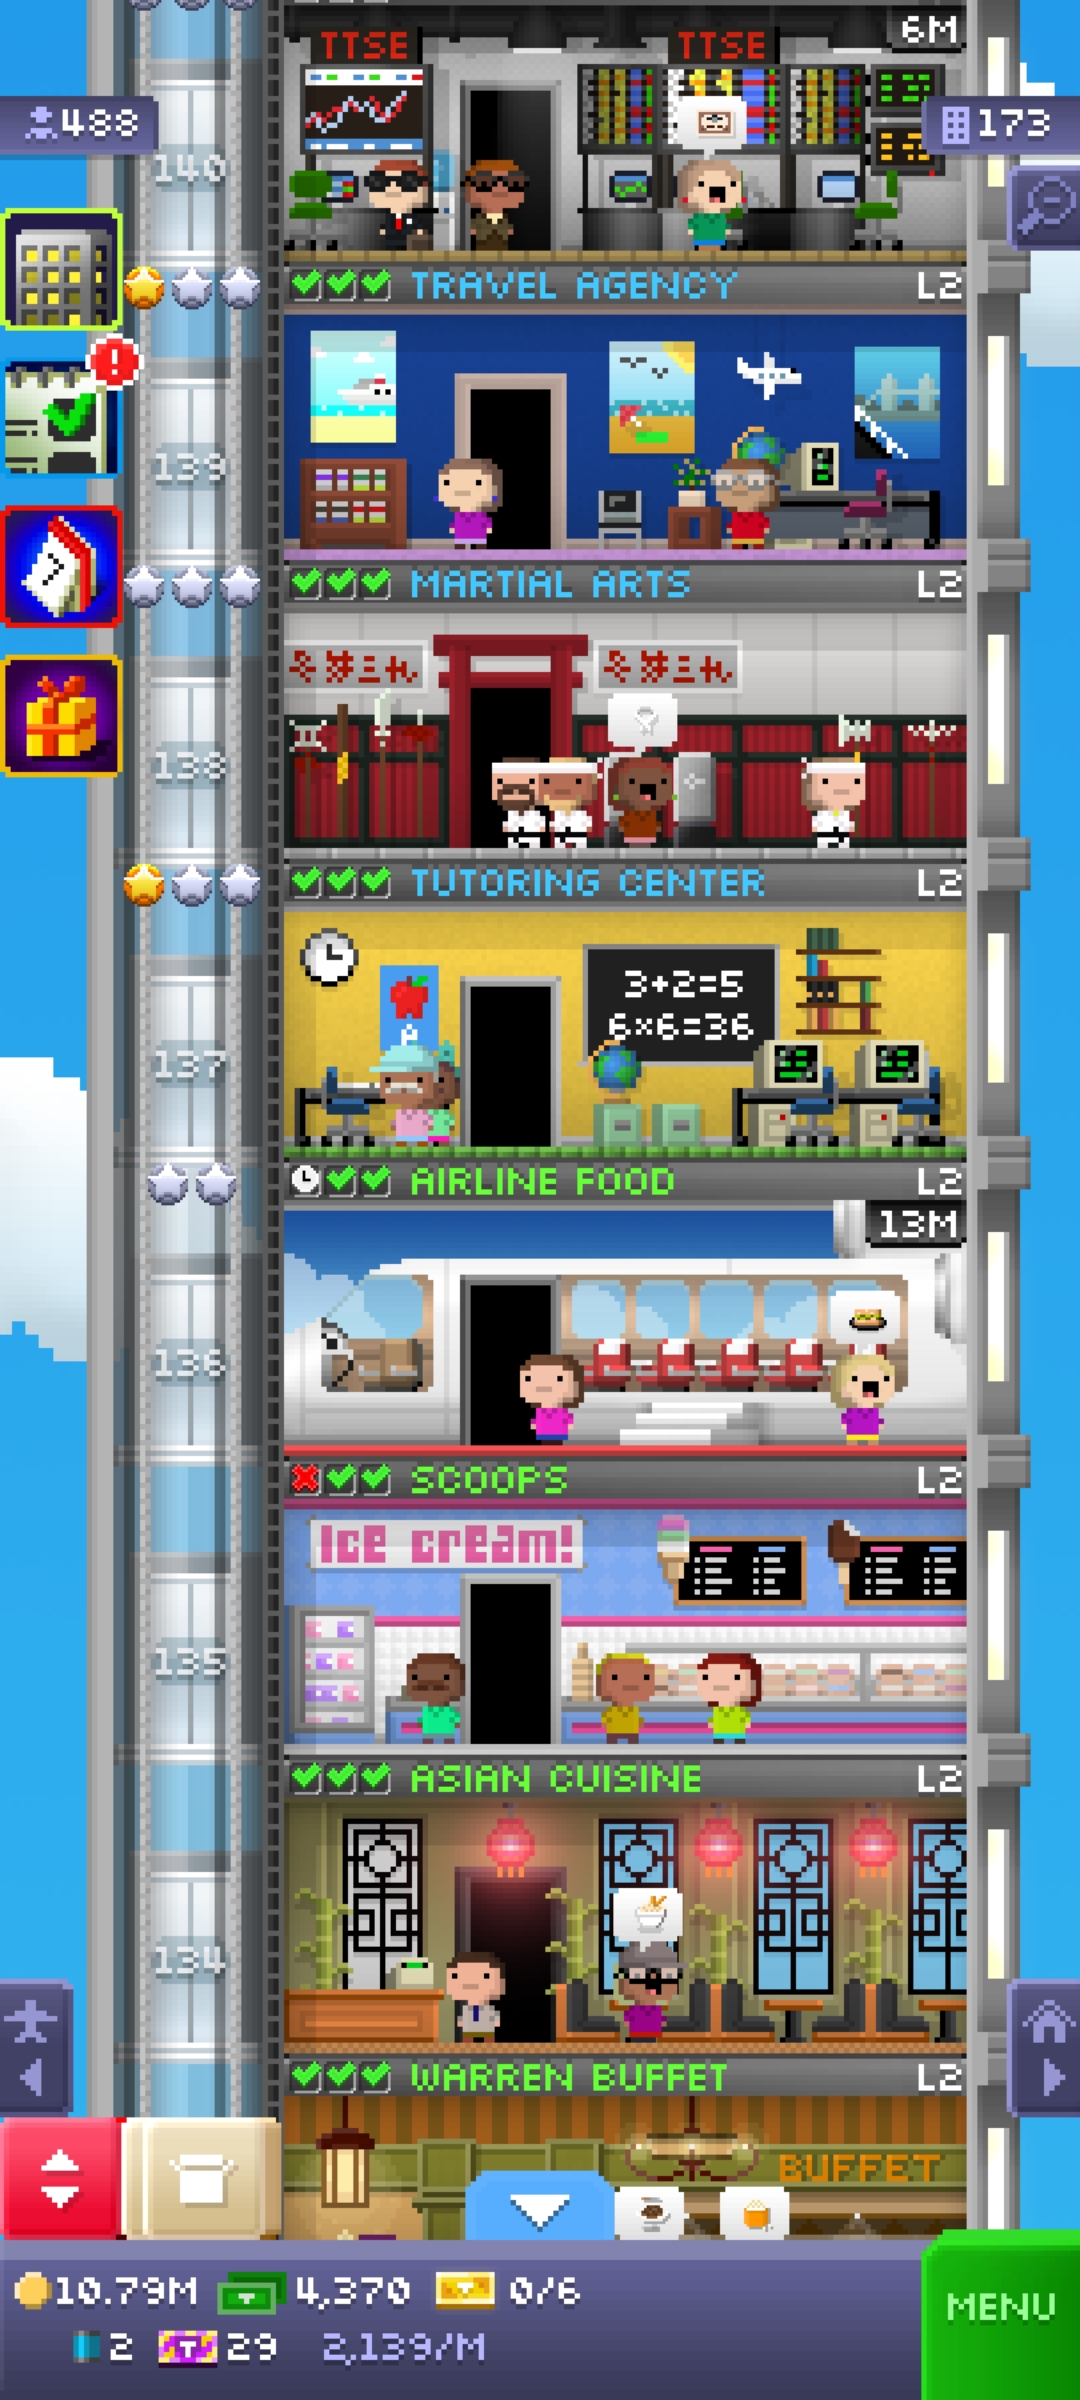 6M
TTSE TTSE
488
173
140
TRAVEL AGENCY L2
139
7
MARTIAL ARTS L2
138
TUTORING CENTER L2
3+2=5
6x6=36
A
137
AIRLINE FOOD L2
13M
136
SCOOPS L2
Ice cream!
135
ASIAN CUISINE L2
134
WARREN BUFFET L2
BUFFET
10.79M 4,370 0/6
MENU
2 T 29 2,139/M